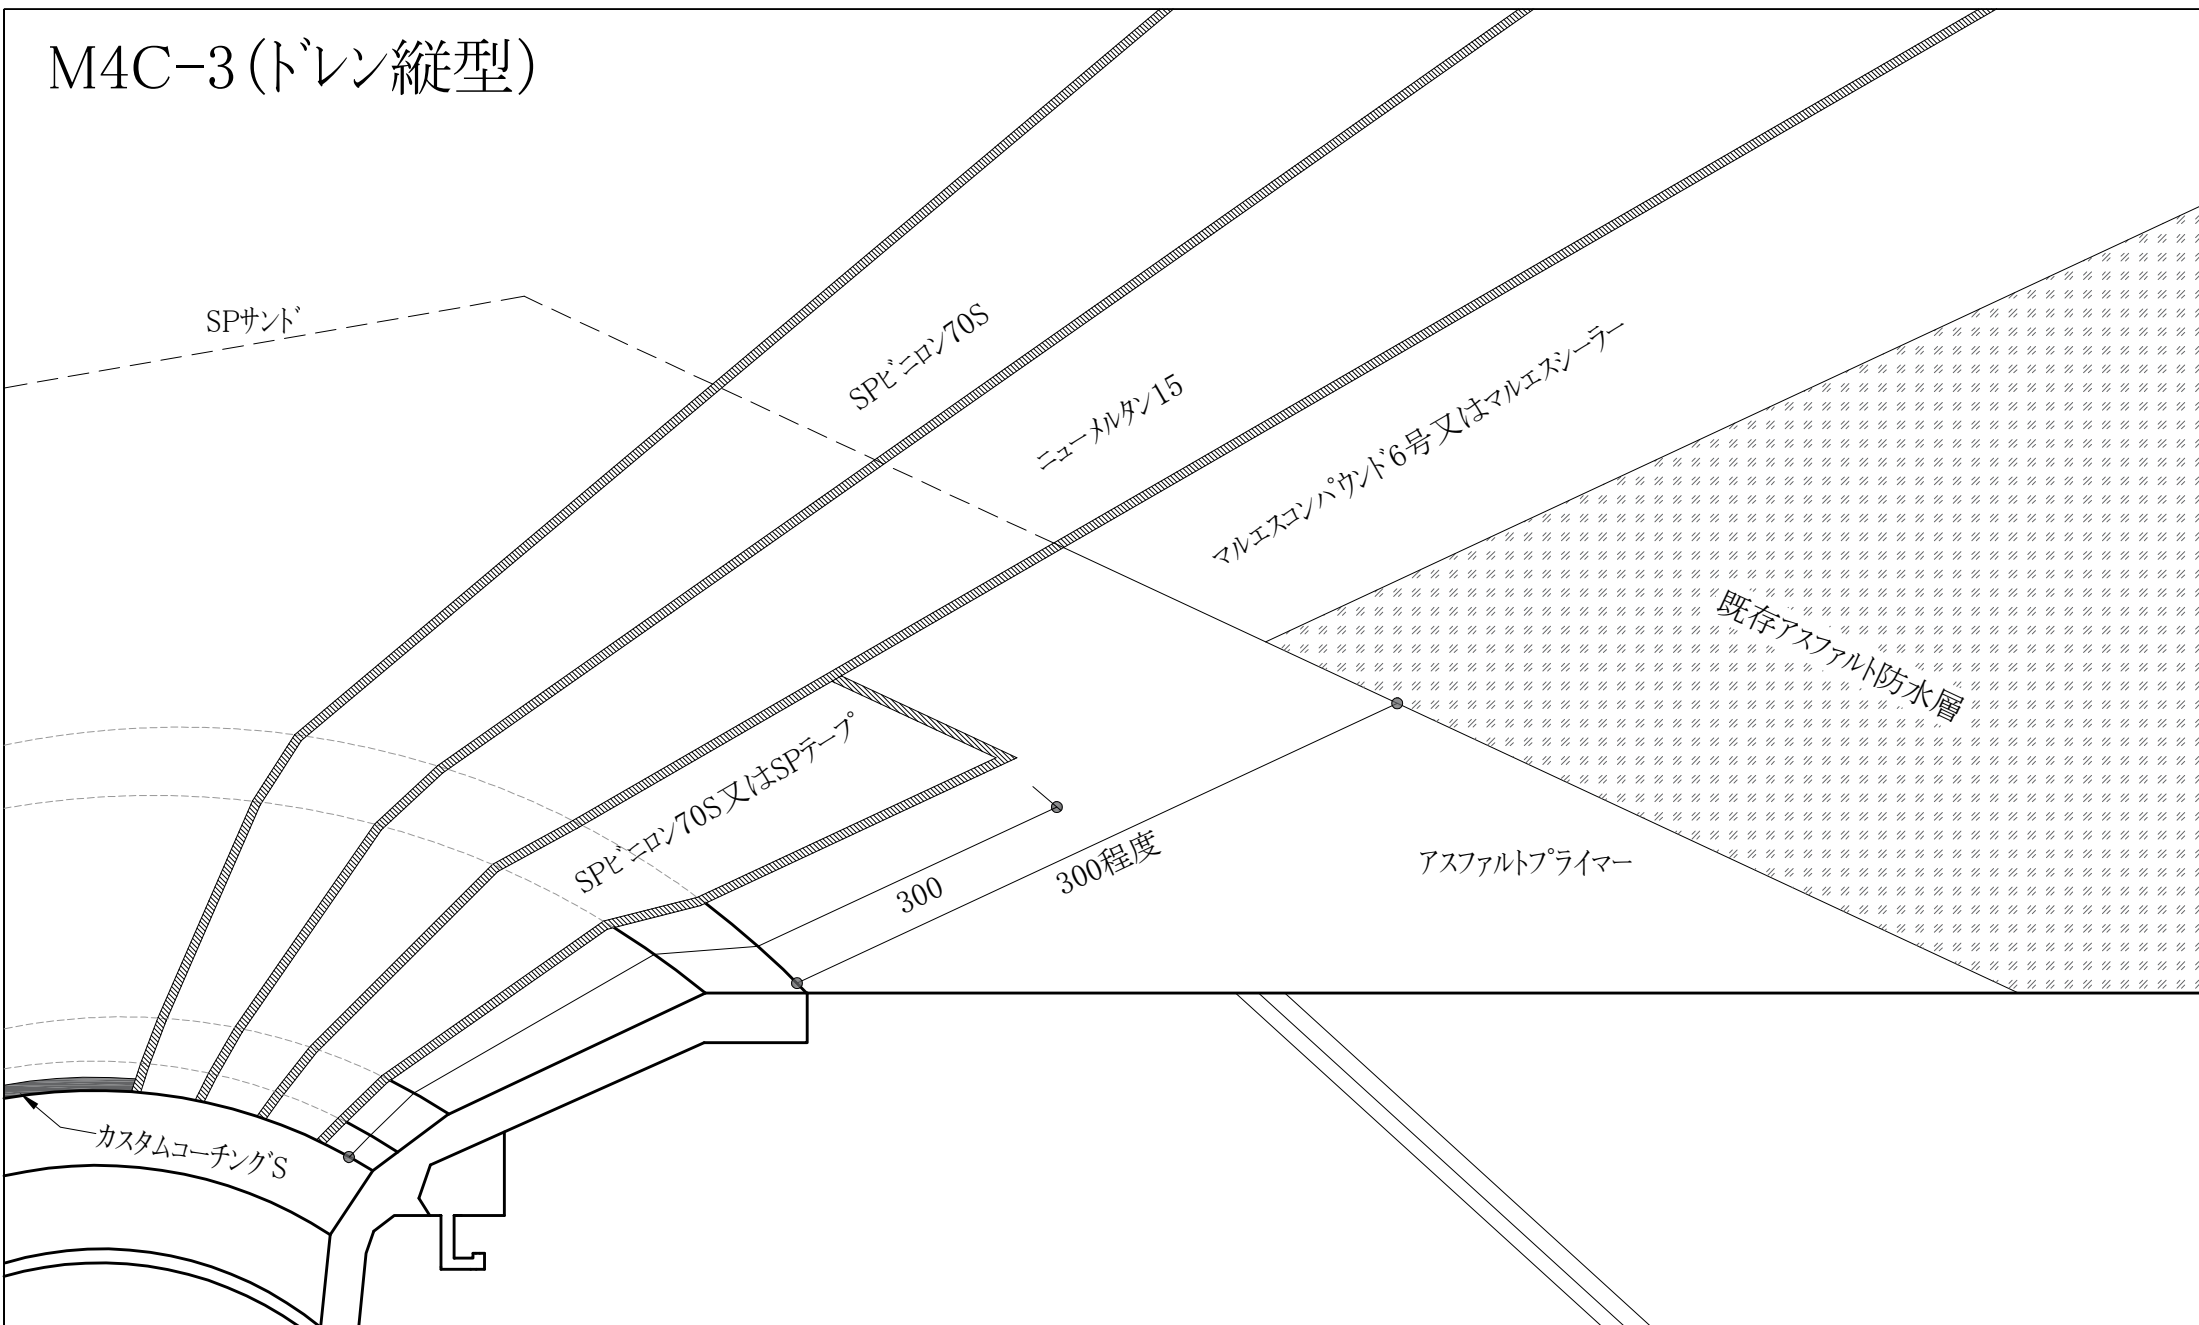 M4C-3(ドレン縦型)
SPサンド
SPビニロン70S
ニューメルタン15
マルエスコンパウンド6号又はマルエスシーラー
既存アスファルト防水層
SPビニロン70S又はSPテープ
300
300程度
アスファルトプライマー
カスタムコーチングS